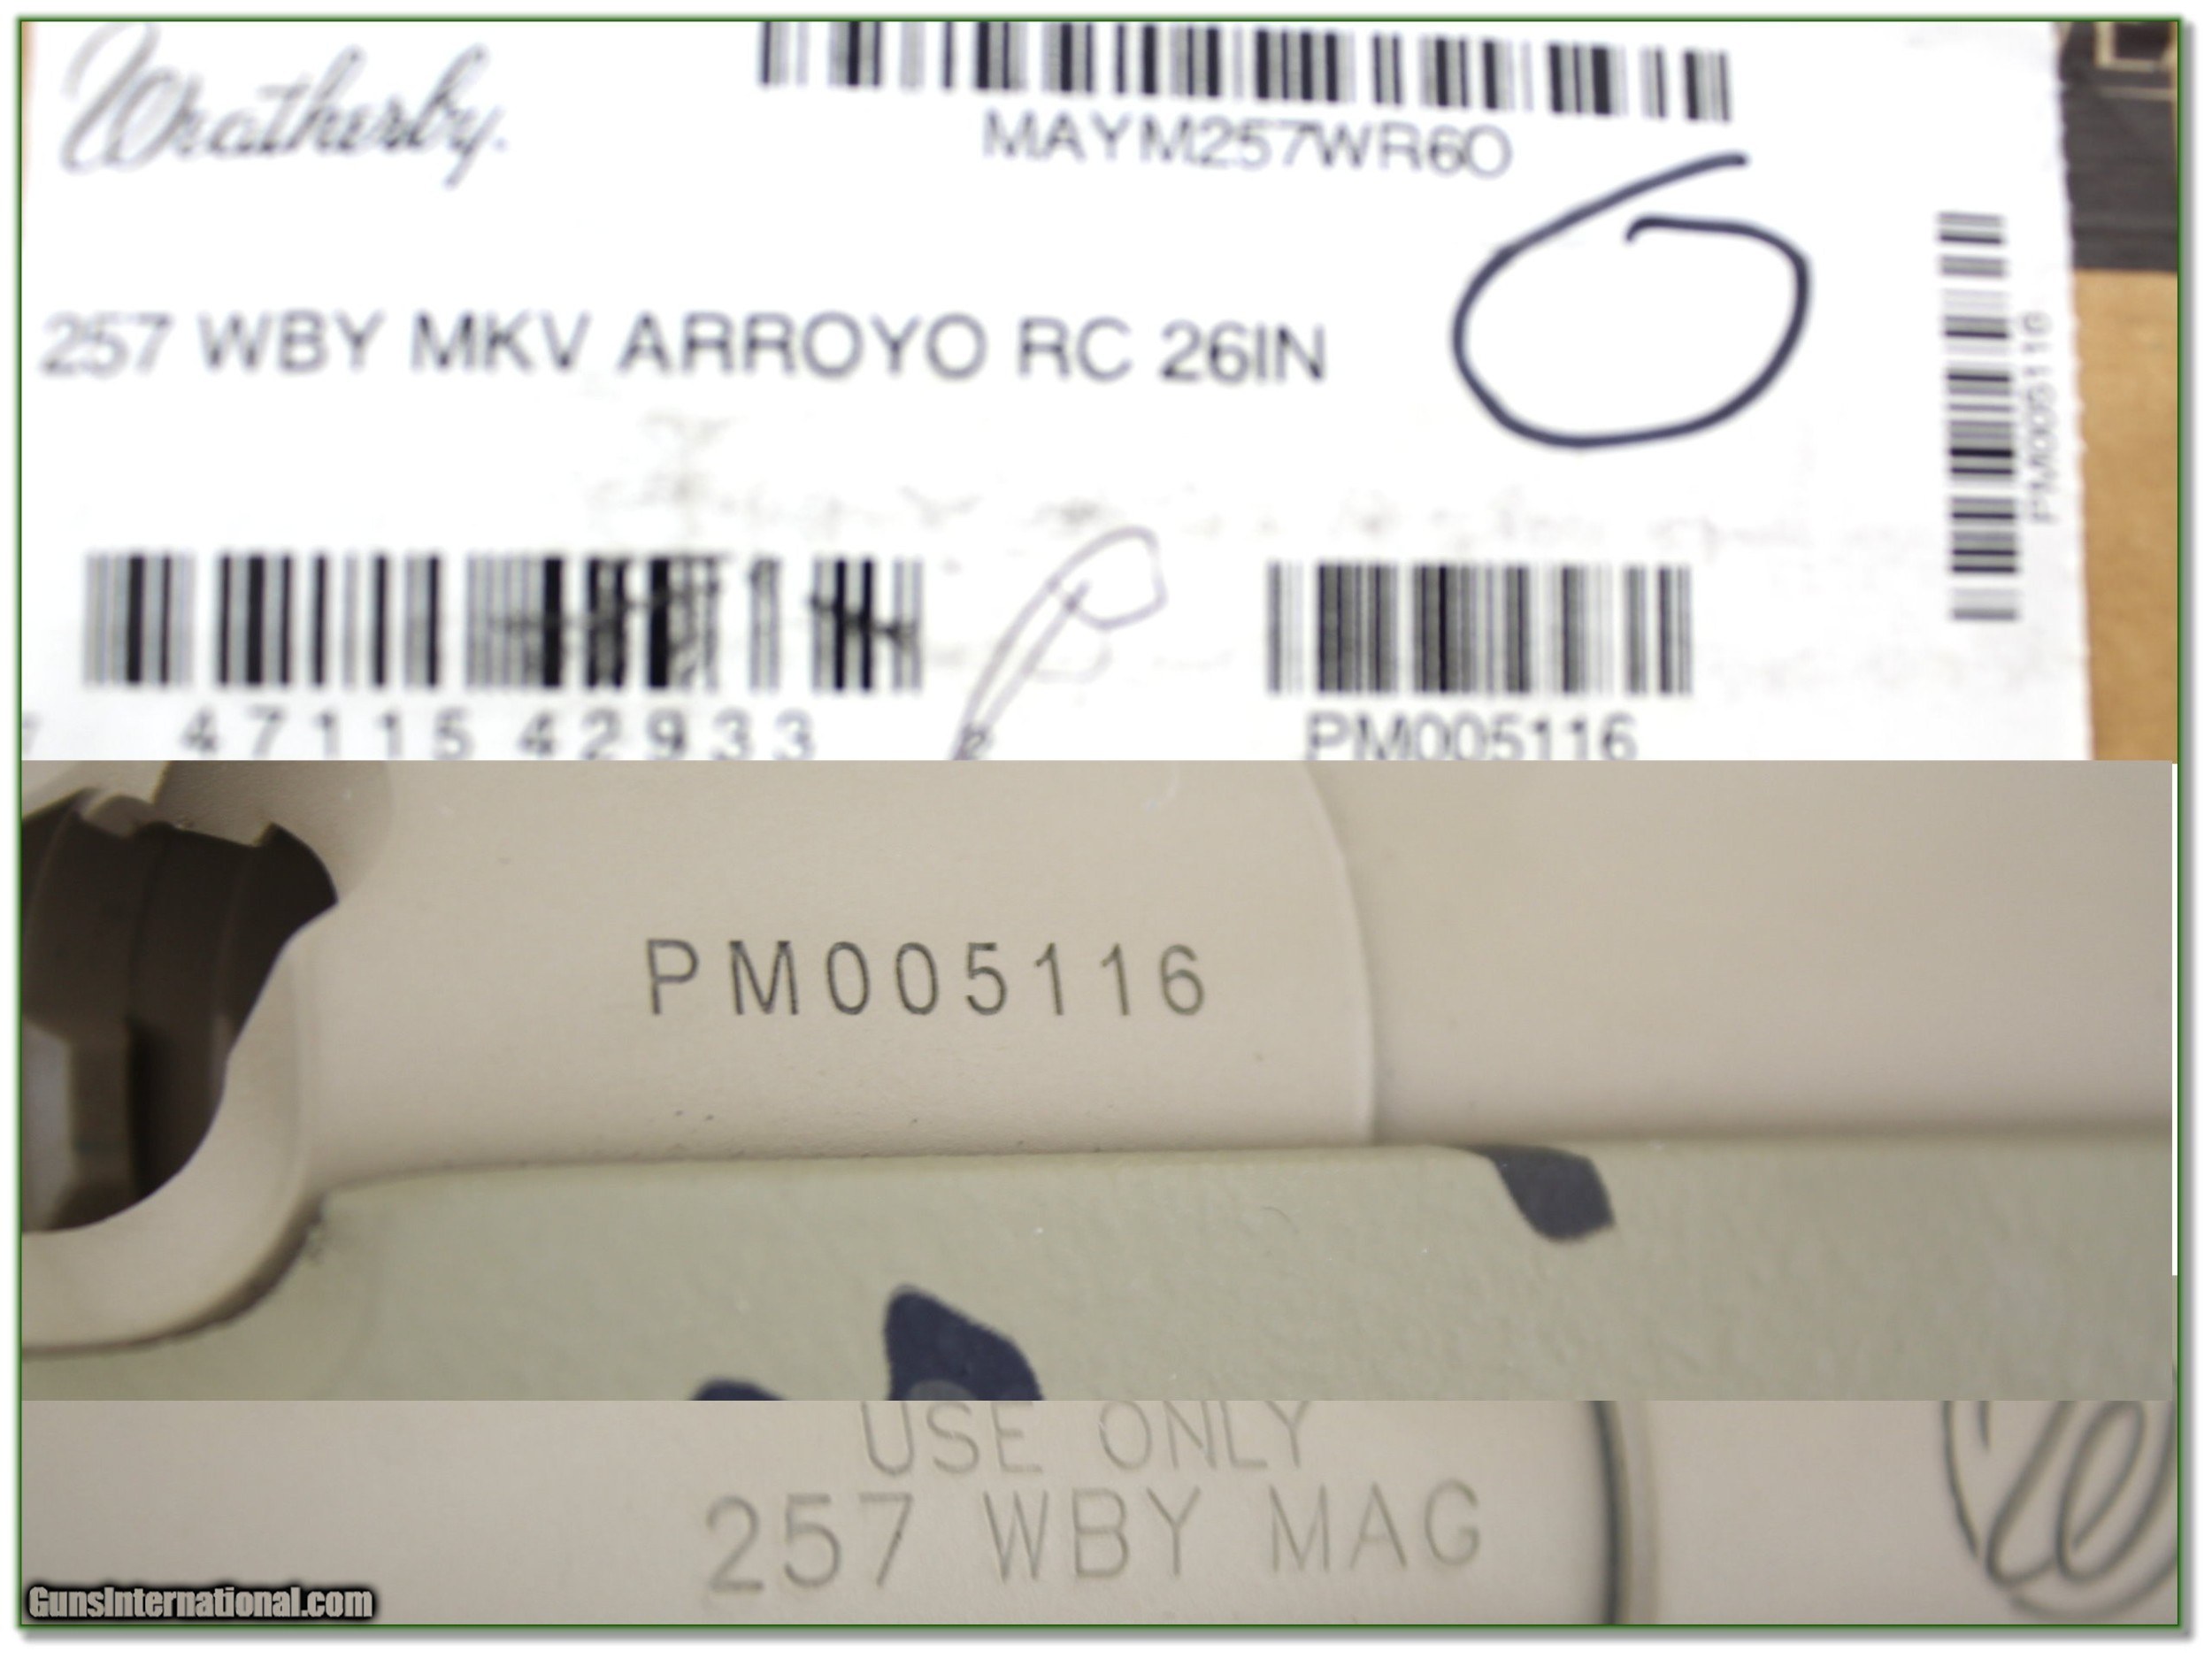 Weatherby.
MAYM257WR6O
257 WBY MKV ARROYO RC 26IN
PM005116
47115 42933
PM005116
PM005116
USE ONLY
257 WBY MAG
GunsInternational.com